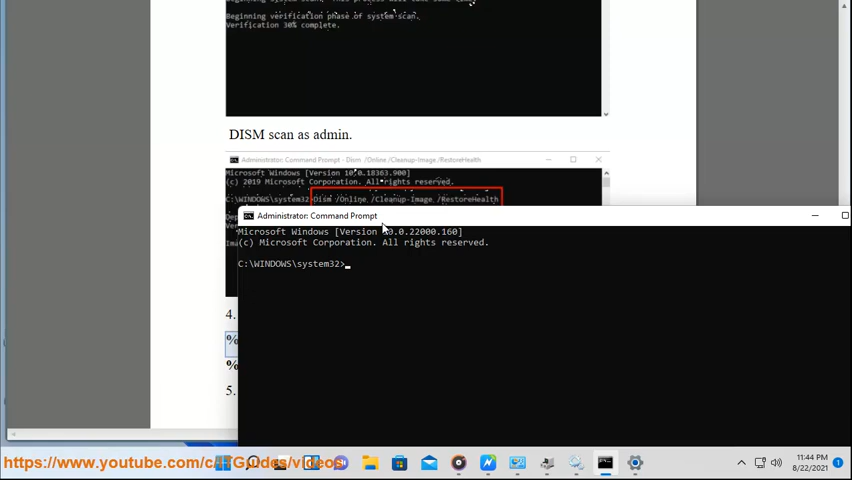 Beginning verification phase of system scan.
Verification 30% complete.
DISM scan as admin.
Administrator: Command Prompt - Dism /Online /Cleanup-Image /RestoreHealth
Microsoft Windows [Version 10.0.18363.900]
(c) 2019 Microsoft Corporation. All rights reserved.
C:\WINDOWS\system32>Dism /Online /Cleanup-Image /RestoreHealth
Administrator: Command Prompt
Microsoft Windows [Version 10.0.22000.160]
(c) Microsoft Corporation. All rights reserved.
C:\WINDOWS\system32>
4.
%
%
5.
https://www.youtube.com/c/ITGuides/videos
11:44 PM
8/22/2021